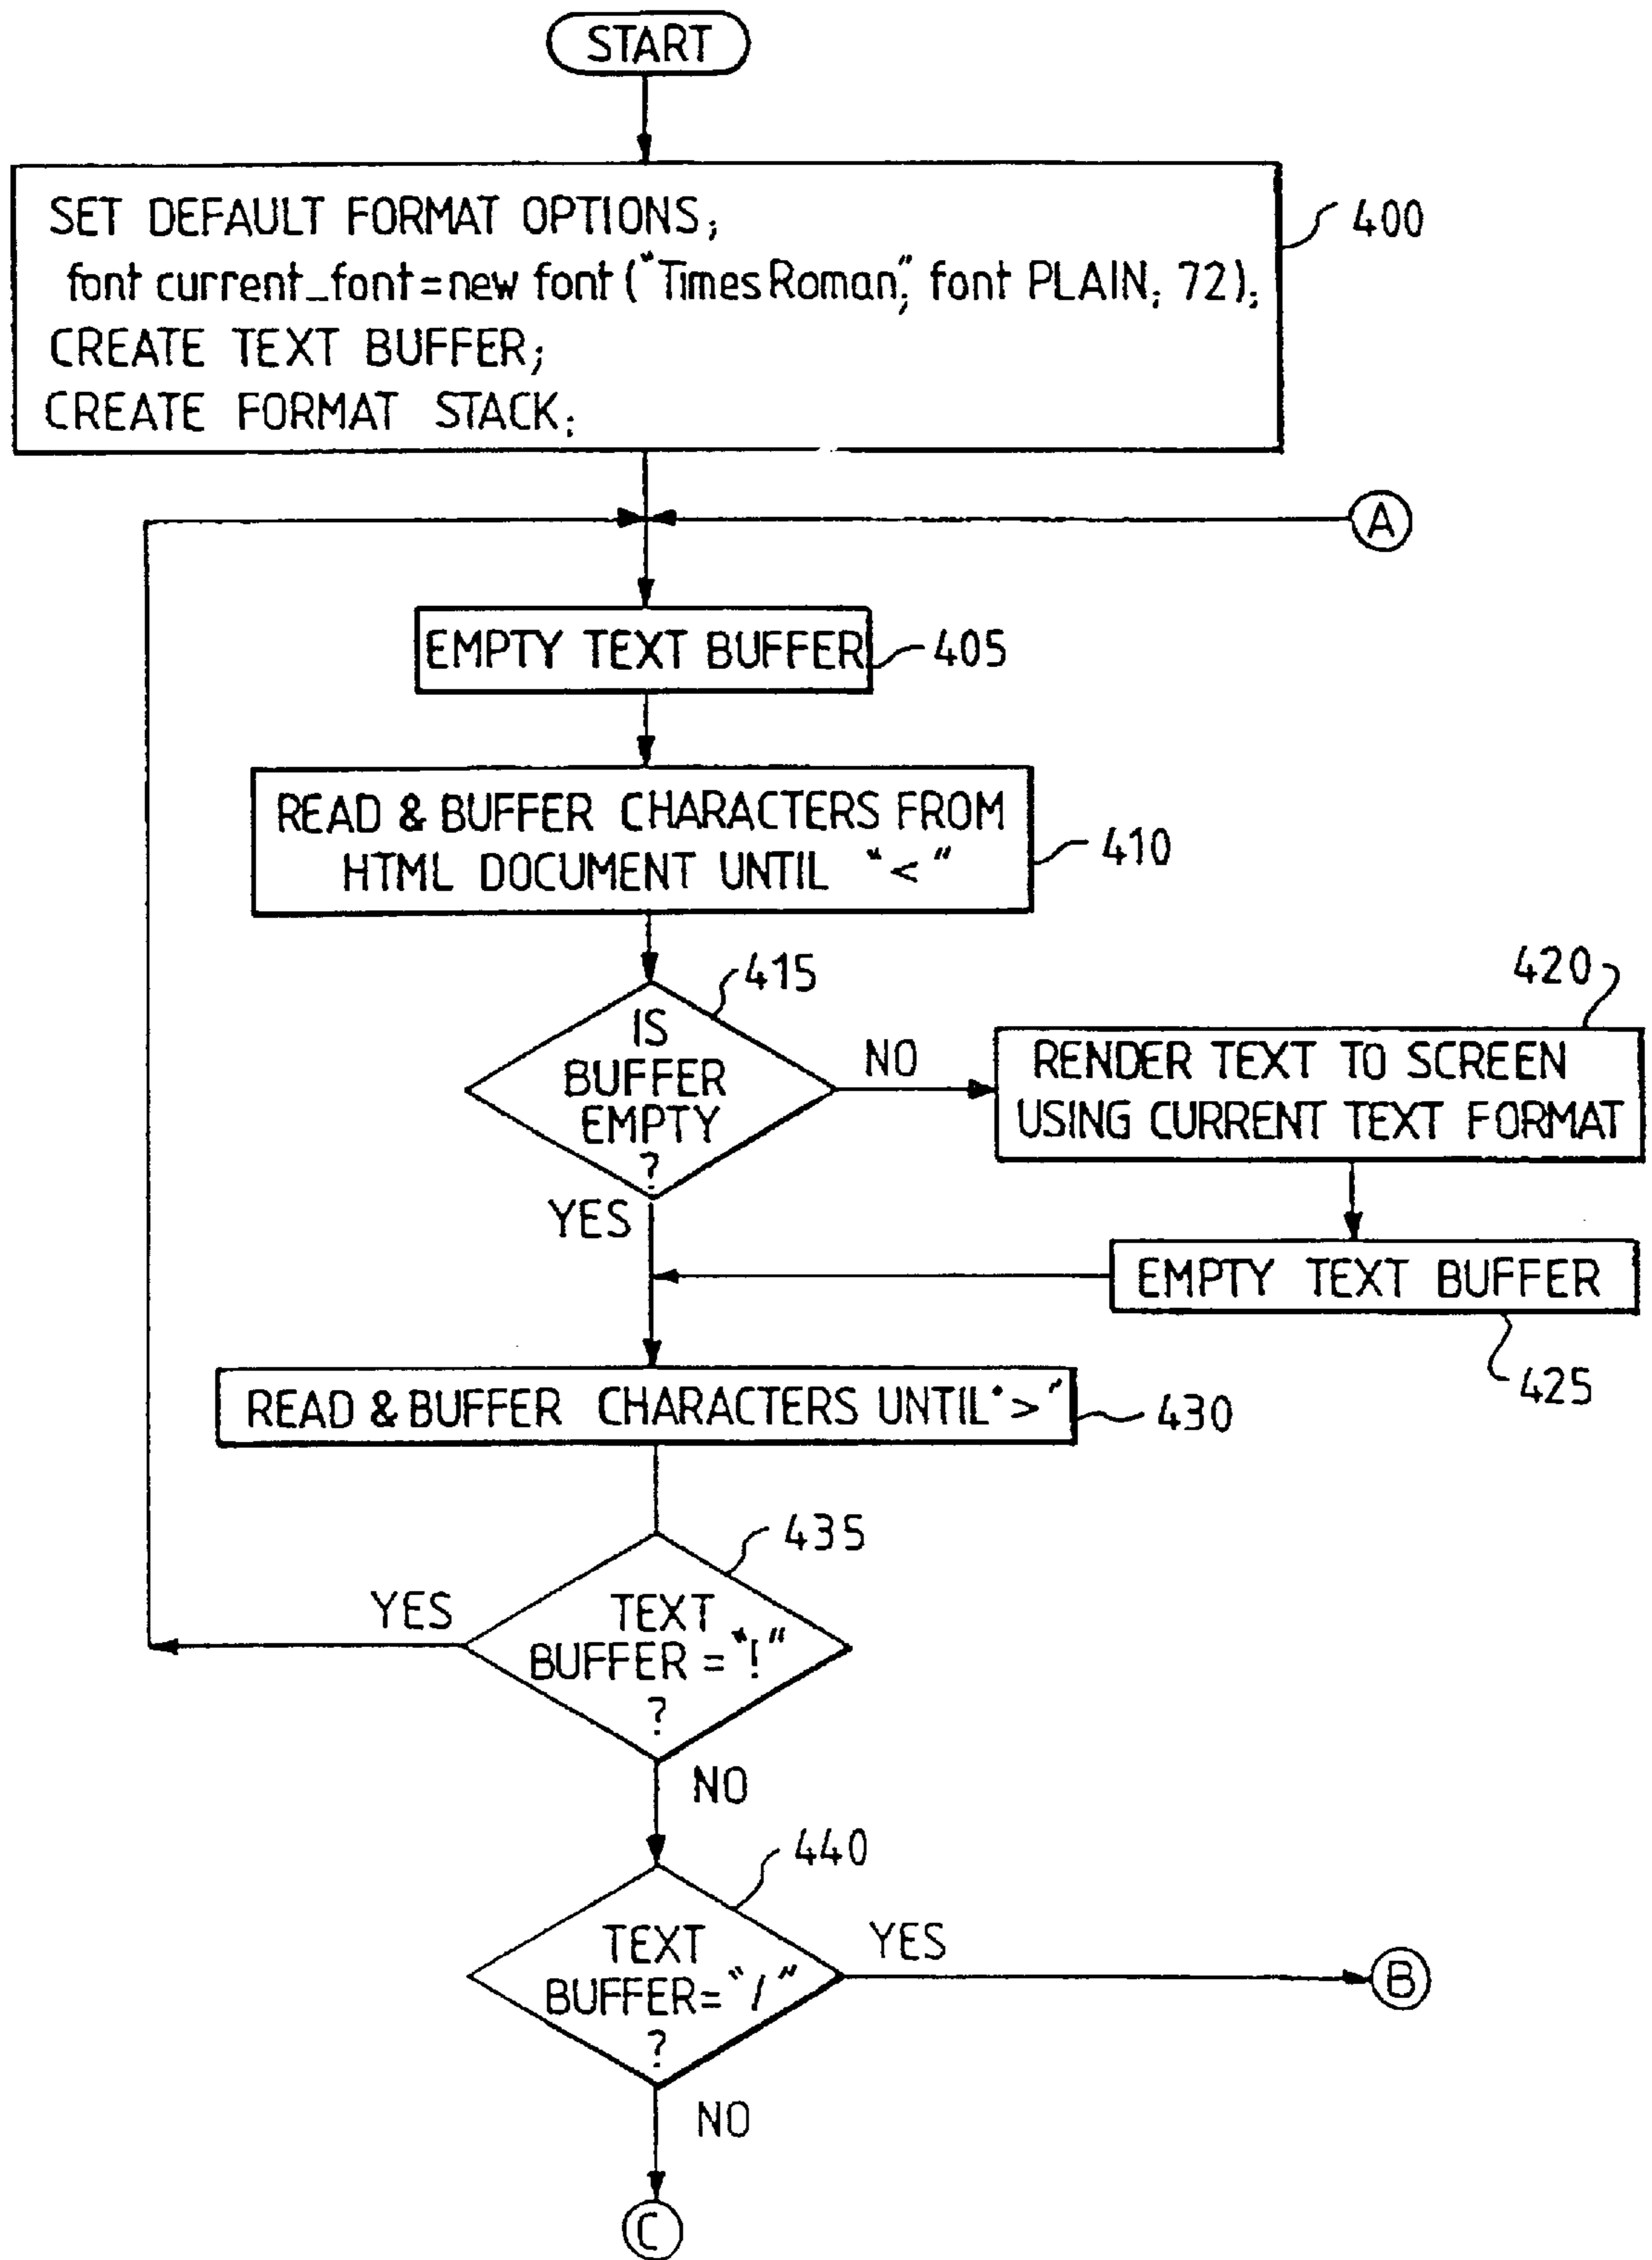 START
SET DEFAULT FORMAT OPTIONS;
font current_font=new font ("TimesRoman", font PLAIN, 72);
CREATE TEXT BUFFER;
CREATE FORMAT STACK;
400
A
EMPTY TEXT BUFFER
405
READ & BUFFER CHARACTERS FROM
HTML DOCUMENT UNTIL "<"
410
415
IS
BUFFER
EMPTY
?
NO
YES
420
RENDER TEXT TO SCREEN
USING CURRENT TEXT FORMAT
EMPTY TEXT BUFFER
425
READ & BUFFER CHARACTERS UNTIL ">"
430
435
TEXT
BUFFER = "!"
?
YES
NO
440
TEXT
BUFFER= "/"
?
YES
B
NO
C